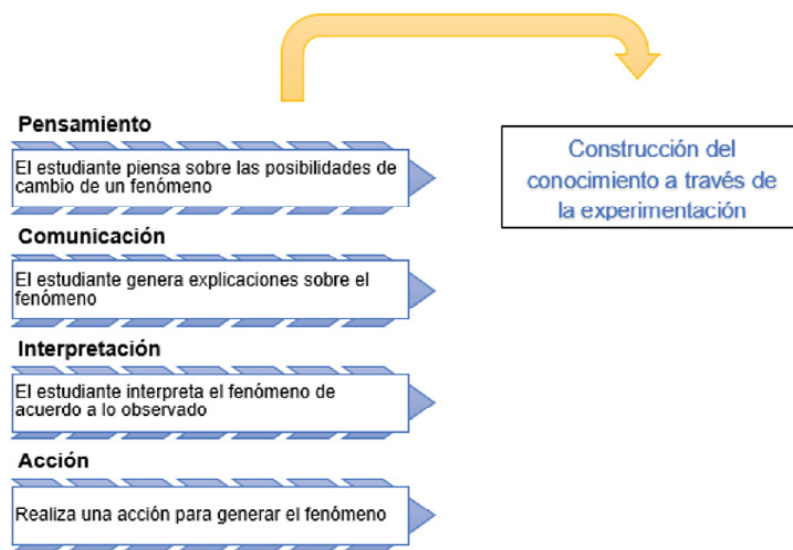 Pensamiento
El estudiante piensa sobre las posibilidades de
cambio de un fenómeno
Comunicación
El estudiante genera explicaciones sobre el
fenómeno
Interpretación
El estudiante interpreta el fenómeno de
acuerdo a lo observado
Acción
Realiza una acción para generar el fenómeno
Construcción del
conocimiento a través de
la experimentación